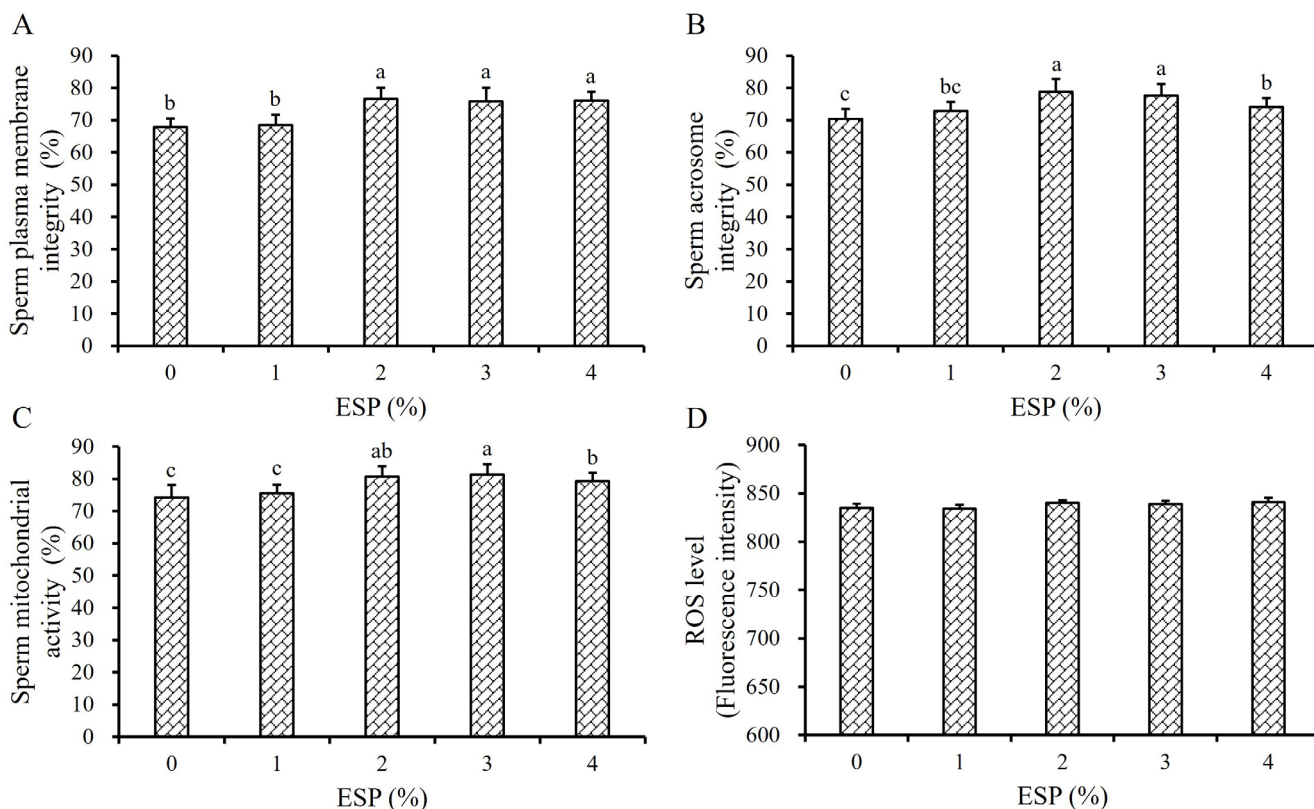 A
Sperm plasma membrane
integrity (%)
90
80
70
60
50
40
30
20
10
0
b
b
a
a
a
0 1 2 3 4
ESP (%)
B
Sperm acrosome
integrity (%)
90
80
70
60
50
40
30
20
10
0
c
bc
a
a
b
0 1 2 3 4
ESP (%)
C
Sperm mitochondrial
activity (%)
90
80
70
60
50
40
30
20
10
0
c
c
ab
a
b
0 1 2 3 4
ESP (%)
D
ROS level
(Fluorescence intensity)
900
850
800
750
700
650
600
0 1 2 3 4
ESP (%)